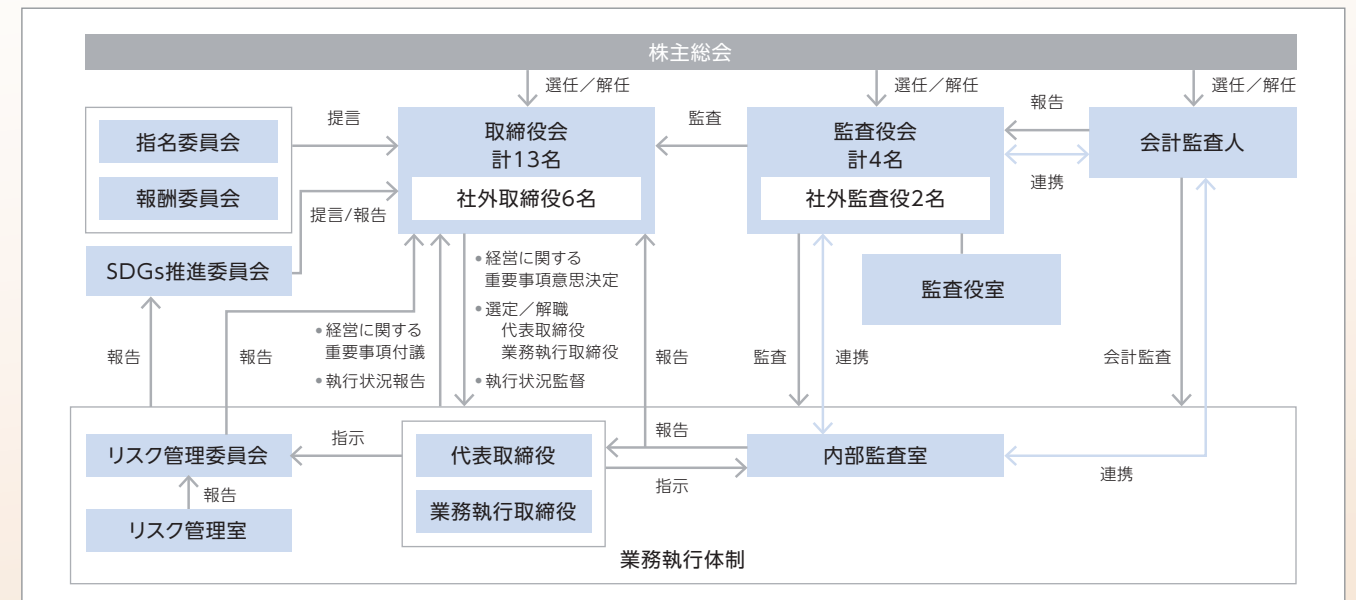 株主総会
選任／解任
選任／解任
選任／解任
指名委員会
報酬委員会
提言
取締役会
計13名
社外取締役6名
監査
監査役会
計4名
社外監査役2名
報告
連携
会計監査人
提言/報告
SDGs推進委員会
監査役室
報告
報告
•経営に関する
重要事項付議
•執行状況報告
•経営に関する
重要事項意思決定
•選定／解職
代表取締役
業務執行取締役
•執行状況監督
報告
監査
連携
会計監査
リスク管理委員会
指示
代表取締役
業務執行取締役
報告
指示
内部監査室
連携
報告
リスク管理室
業務執行体制